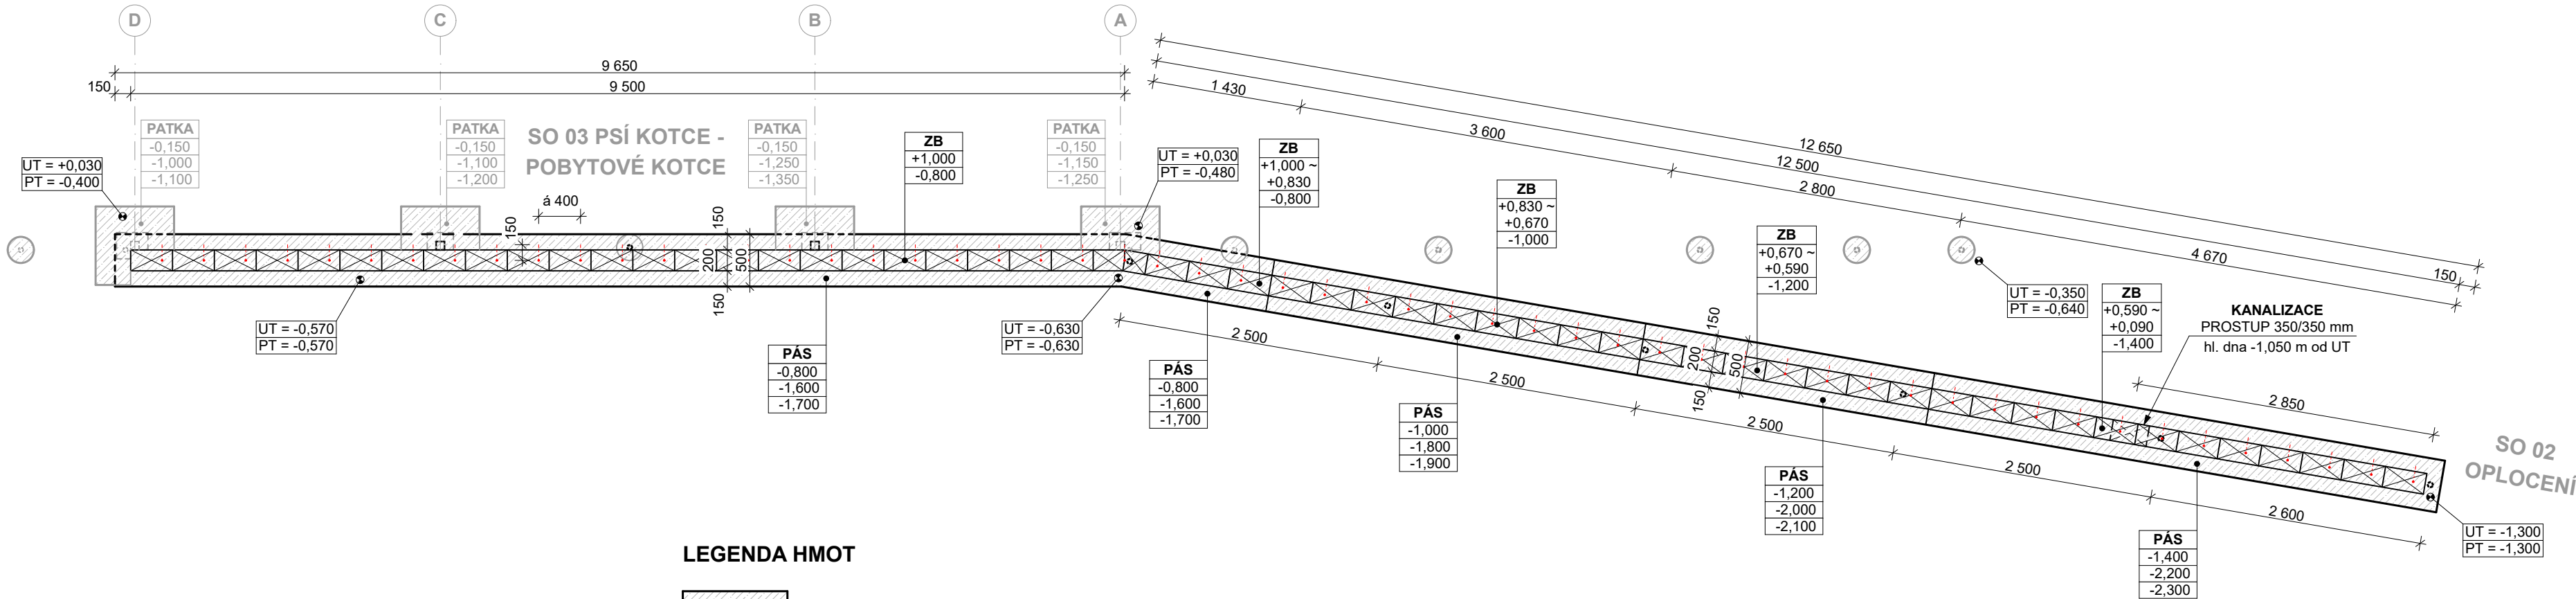 D
C
B
A
9 650
150
9 500
1 430
3 600
12 650
12 500
2 800
4 670
150
PATKA
-0,150
-1,000
-1,100
PATKA
-0,150
-1,100
-1,200
SO 03 PSÍ KOTCE -
POBYTOVÉ KOTCE
PATKA
-0,150
-1,250
-1,350
PATKA
-0,150
-1,150
-1,250
ZB
+1,000
-0,800
UT = +0,030
PT = -0,400
UT = +0,030
PT = -0,480
ZB
+1,000 ~
+0,830
-0,800
ZB
+0,830 ~
+0,670
-1,000
ZB
+0,670 ~
+0,590
-1,200
ZB
+0,590 ~
+0,090
-1,400
UT = -0,350
PT = -0,640
KANALIZACE
PROSTUP 350/350 mm
hl. dna -1,050 m od UT
á 400
150
150
200
500
150
150
200
500
150
UT = -0,570
PT = -0,570
UT = -0,630
PT = -0,630
2 500
2 500
2 500
2 500
2 600
2 850
PÁS
-0,800
-1,600
-1,700
PÁS
-0,800
-1,600
-1,700
PÁS
-1,000
-1,800
-1,900
PÁS
-1,200
-2,000
-2,100
PÁS
-1,400
-2,200
-2,300
SO 02
OPLOCENÍ
UT = -1,300
PT = -1,300
LEGENDA HMOT